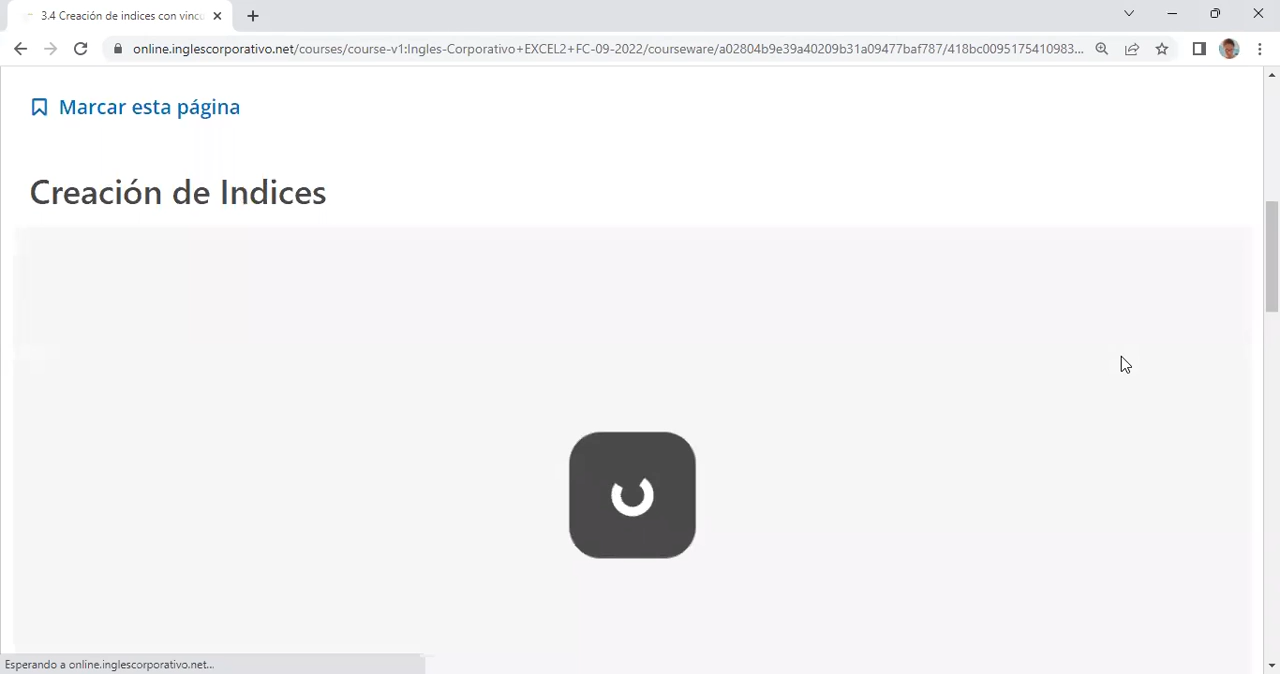 3.4 Creación de indices con vincu
online.inglescorporativo.net/courses/course-v1:Ingles-Corporativo+EXCEL2+FC-09-2022/courseware/a02804b9e39a40209b31a09477baf787/418bc0095175410983...
Marcar esta página
Creación de Indices
Esperando a online.inglescorporativo.net...